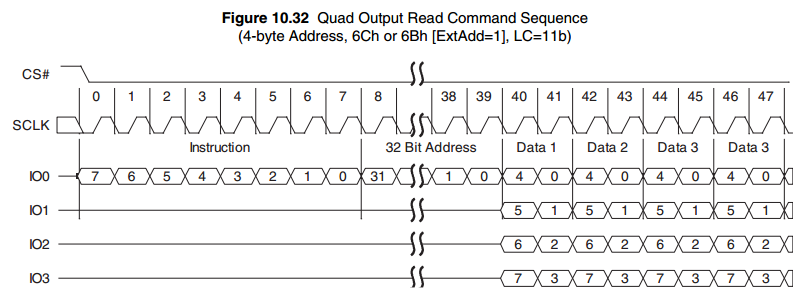 Figure 10.32 Quad Output Read Command Sequence
(4-byte Address, 6Ch or 6Bh [ExtAdd=1], LC=11b)
CS#
0 1 2 3 4 5 6 7 8 38 39 40 41 42 43 44 45 46 47
SCLK
Instruction 32 Bit Address Data 1 Data 2 Data 3 Data 3
IO0 7 6 5 4 3 2 1 0 31 1 0 4 0 4 0 4 0 4 0
IO1 5 1 5 1 5 1 5 1
IO2 6 2 6 2 6 2 6 2
IO3 7 3 7 3 7 3 7 3